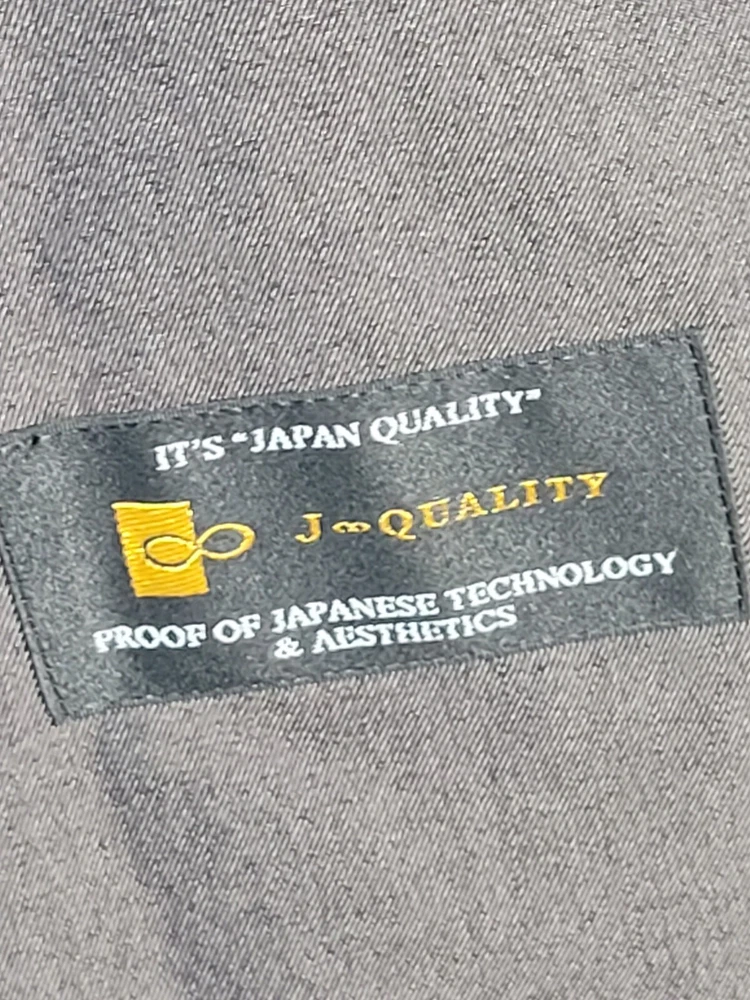 IT'S "JAPAN QUALITY"
J∞QUALITY
PROOF OF JAPANESE TECHNOLOGY
& AESTHETICS